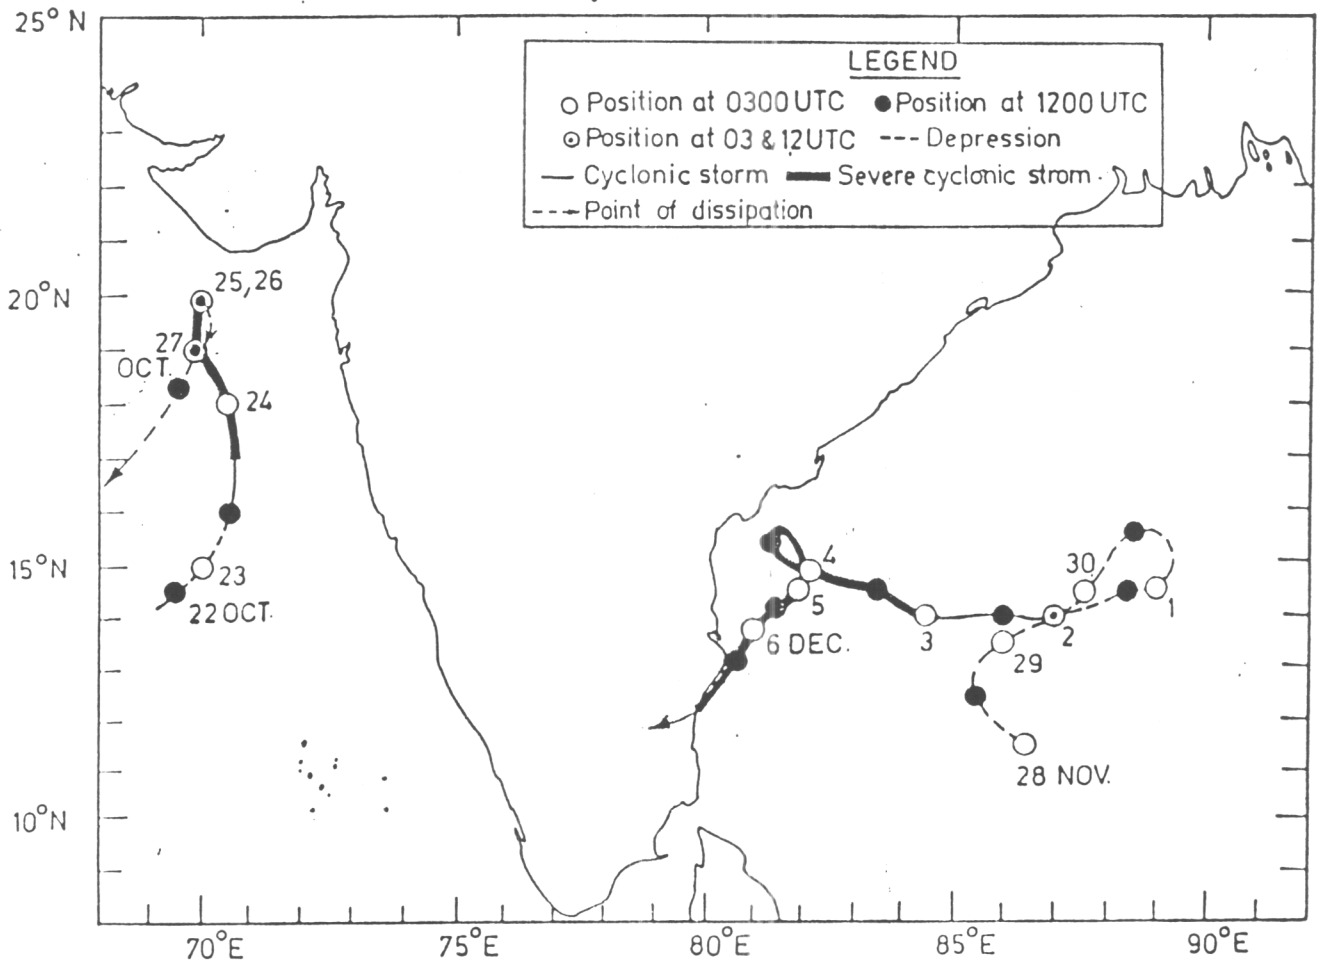 25°N
LEGEND
Position at 0300 UTC Position at 1200 UTC
Position at 03 & 12 UTC Depression
Cyclonic storm Severe cyclonic strom
Point of dissipation
20°N
25,26
27
OCT.
24
15°N
23
22 OCT.
4
5
6 DEC.
3
30
2
1
29
28 NOV.
10°N
70°E 75°E 80°E 85°E 90°E